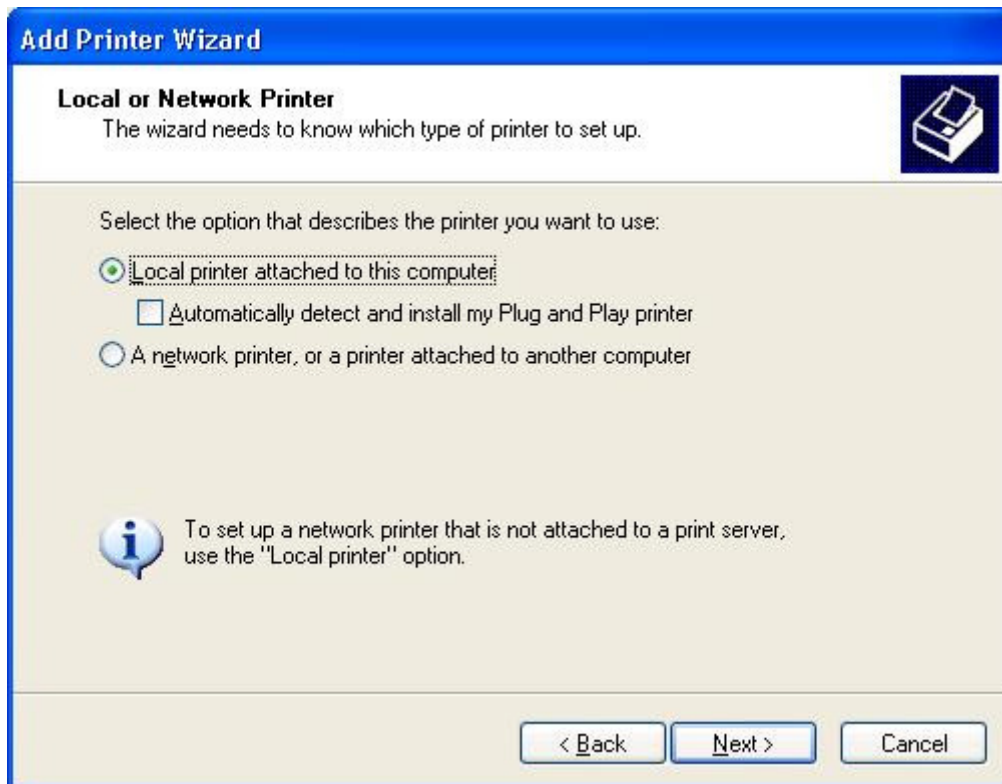 Add Printer Wizard
Local or Network Printer
The wizard needs to know which type of printer to set up.
Select the option that describes the printer you want to use:
Local printer attached to this computer
Automatically detect and install my Plug and Play printer
A network printer, or a printer attached to another computer
To set up a network printer that is not attached to a print server,
use the "Local printer" option.
< Back Next > Cancel